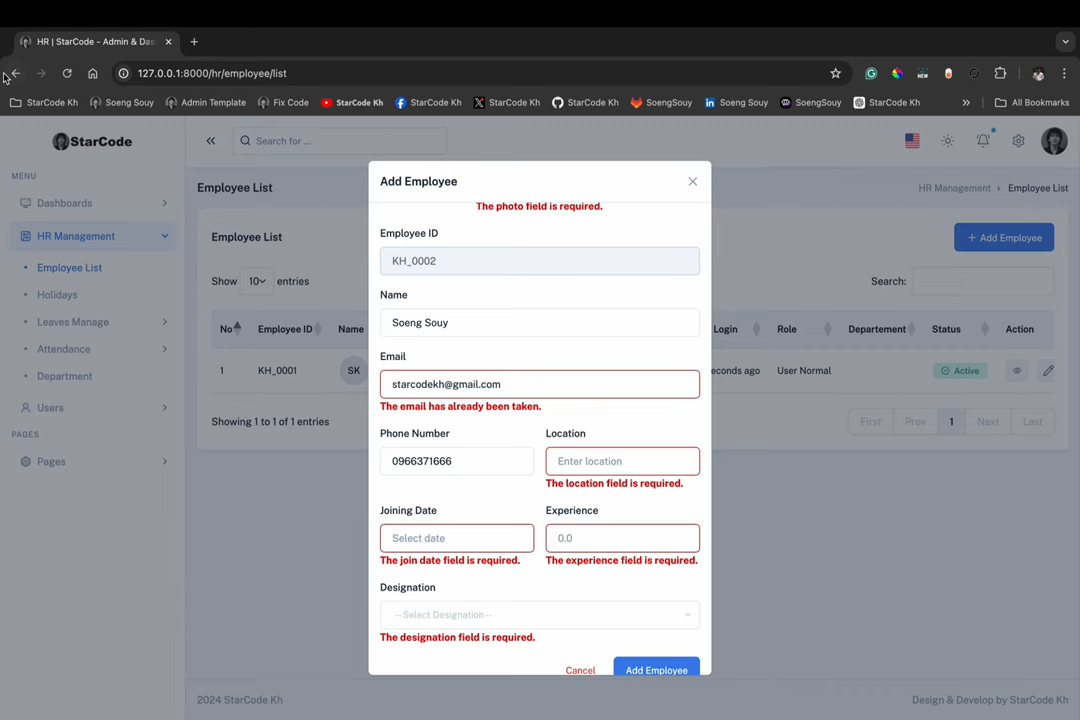 HR | StarCode - Admin & Das
127.0.0.1:8000/hr/employee/list
StarCode Kh
Soeng Souy
Admin Template
Fix Code
StarCode Kh
StarCode Kh
StarCode Kh
StarCode Kh
SoengSouy
Soeng Souy
SoengSouy
StarCode Kh
All Bookmarks
StarCode
Search for ...
MENU
Dashboards
HR Management
Employee List
Holidays
Leaves Manage
Attendance
Department
Users
PAGES
Pages
Employee List
HR Management
Employee List
Employee List
+ Add Employee
Show 10 entries
Search:
No Employee ID Name Login Role Departement Status Action
1 KH_0001 SK econds ago User Normal Active
Showing 1 to 1 of 1 entries
First Prev 1 Next Last
Add Employee
The photo field is required.
Employee ID
KH_0002
Name
Soeng Souy
Email
starcodekh@gmail.com
The email has already been taken.
Phone Number Location
0966371666 Enter location
The location field is required.
Joining Date Experience
Select date 0.0
The join date field is required. The experience field is required.
Designation
--Select Designation--
The designation field is required.
Cancel Add Employee
2024 StarCode Kh
Design & Develop by StarCode Kh